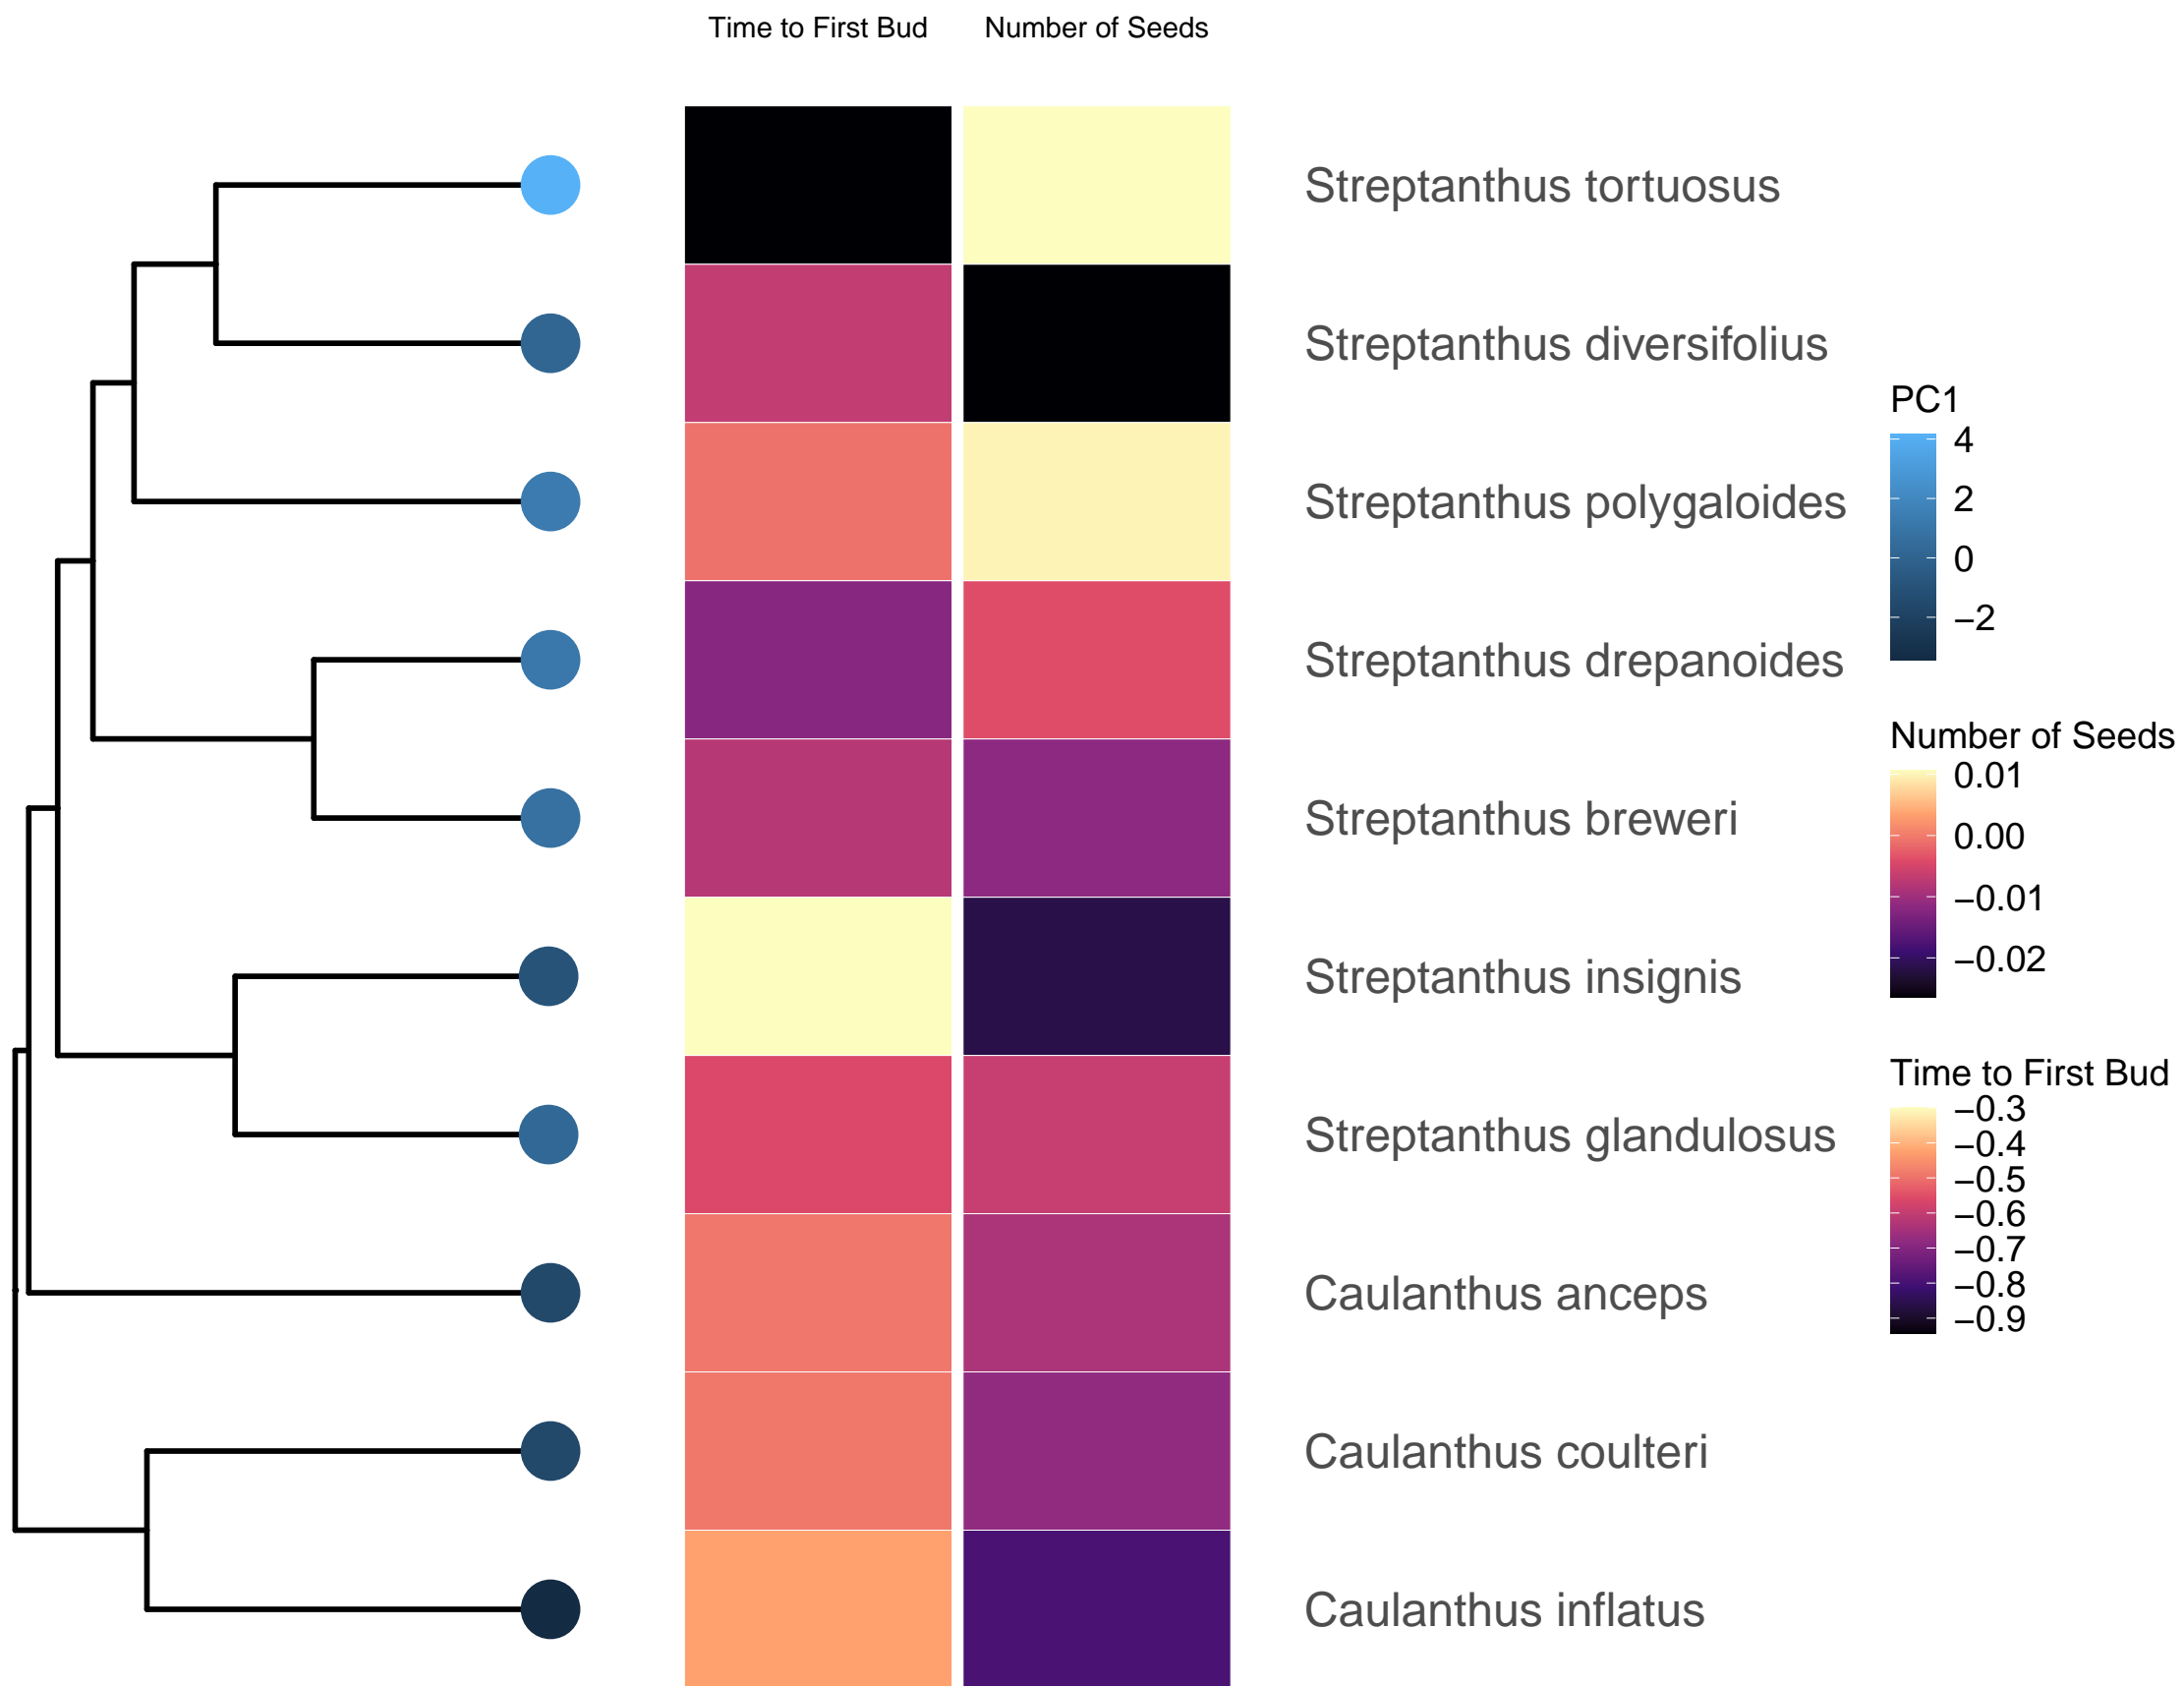 Time to First Bud
Number of Seeds
Streptanthus tortuosus
Streptanthus diversifolius
Streptanthus polygaloides
Streptanthus drepanoides
Streptanthus breweri
Streptanthus insignis
Streptanthus glandulosus
Caulanthus anceps
Caulanthus coulteri
Caulanthus inflatus
PC1
4
2
0
−2
Number of Seeds
0.01
0.00
−0.01
−0.02
Time to First Bud
−0.3
−0.4
−0.5
−0.6
−0.7
−0.8
−0.9